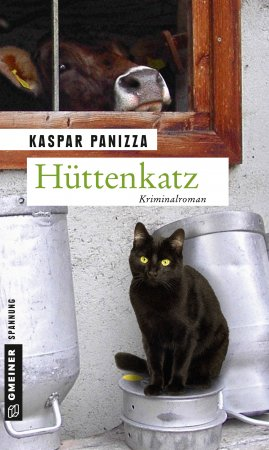 KASPAR PANIZZA
Hüttenkatz
Kriminalroman
GMEINER SPANNUNG